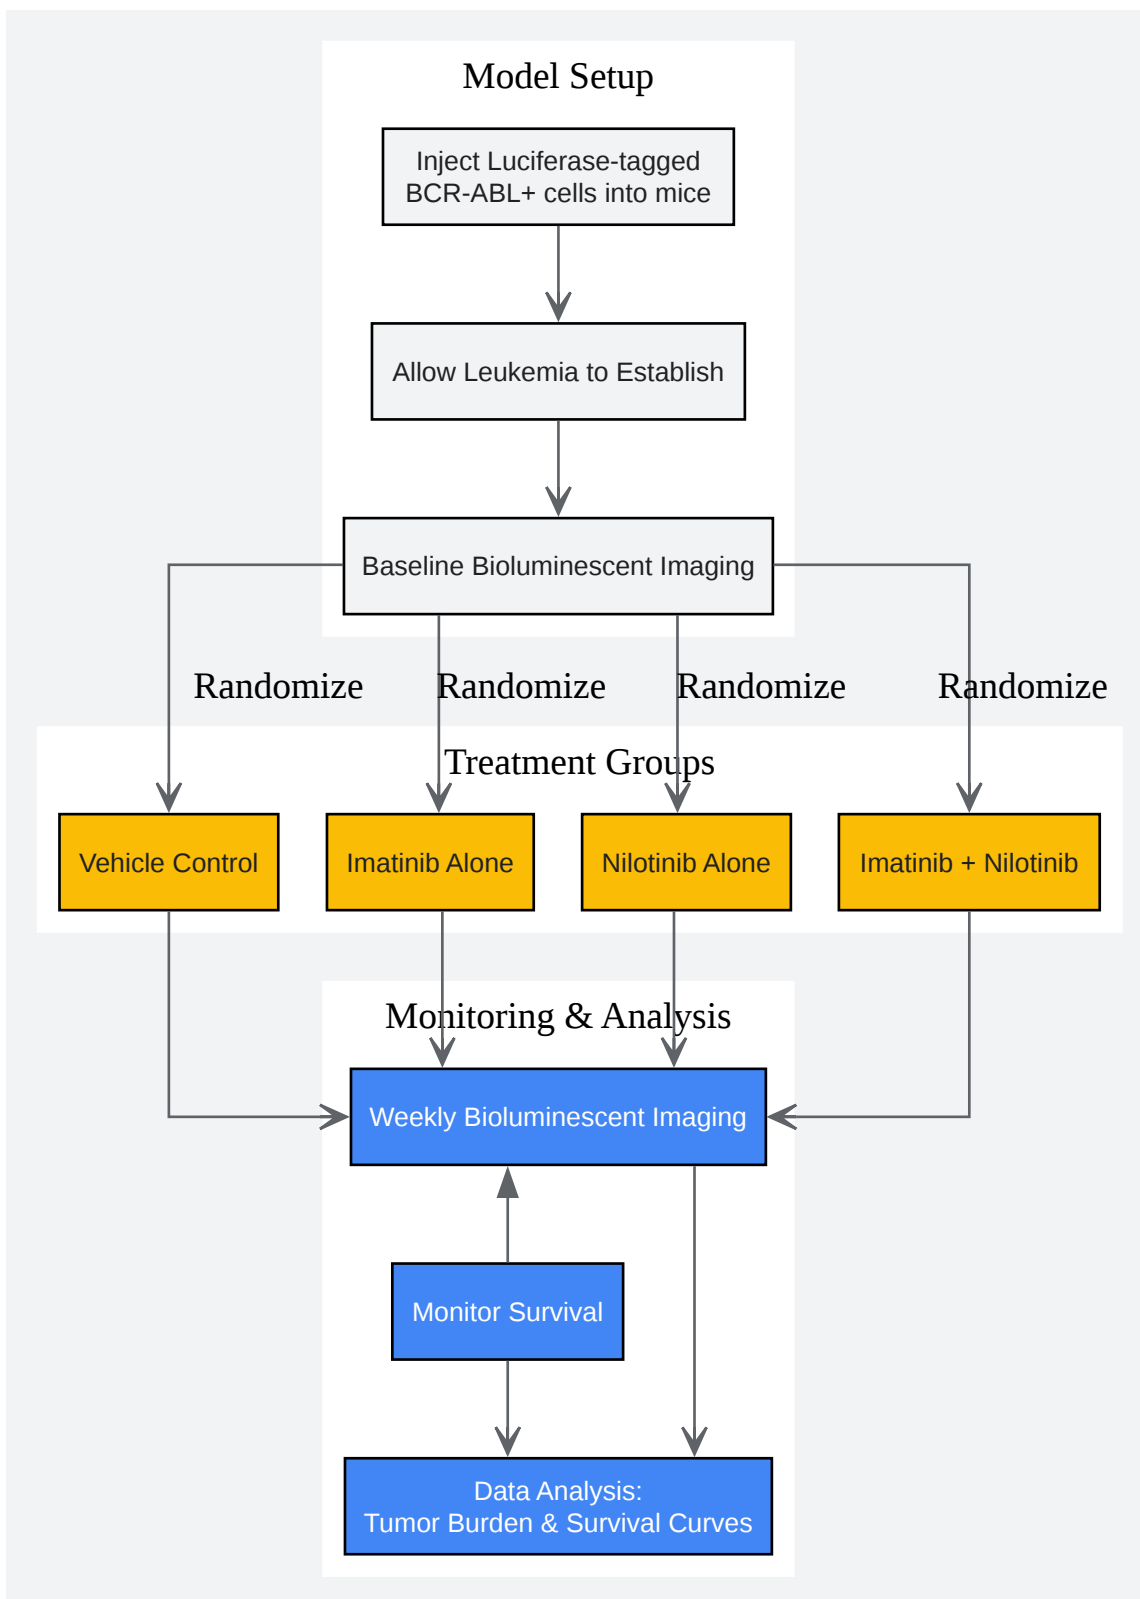 Model Setup
Inject Luciferase-tagged
BCR-ABL+ cells into mice
Allow Leukemia to Establish
Baseline Bioluminescent Imaging
Randomize Randomize Randomize Randomize
Treatment Groups
Vehicle Control Imatinib Alone Nilotinib Alone Imatinib + Nilotinib
Monitoring & Analysis
Weekly Bioluminescent Imaging
Monitor Survival
Data Analysis:
Tumor Burden & Survival Curves